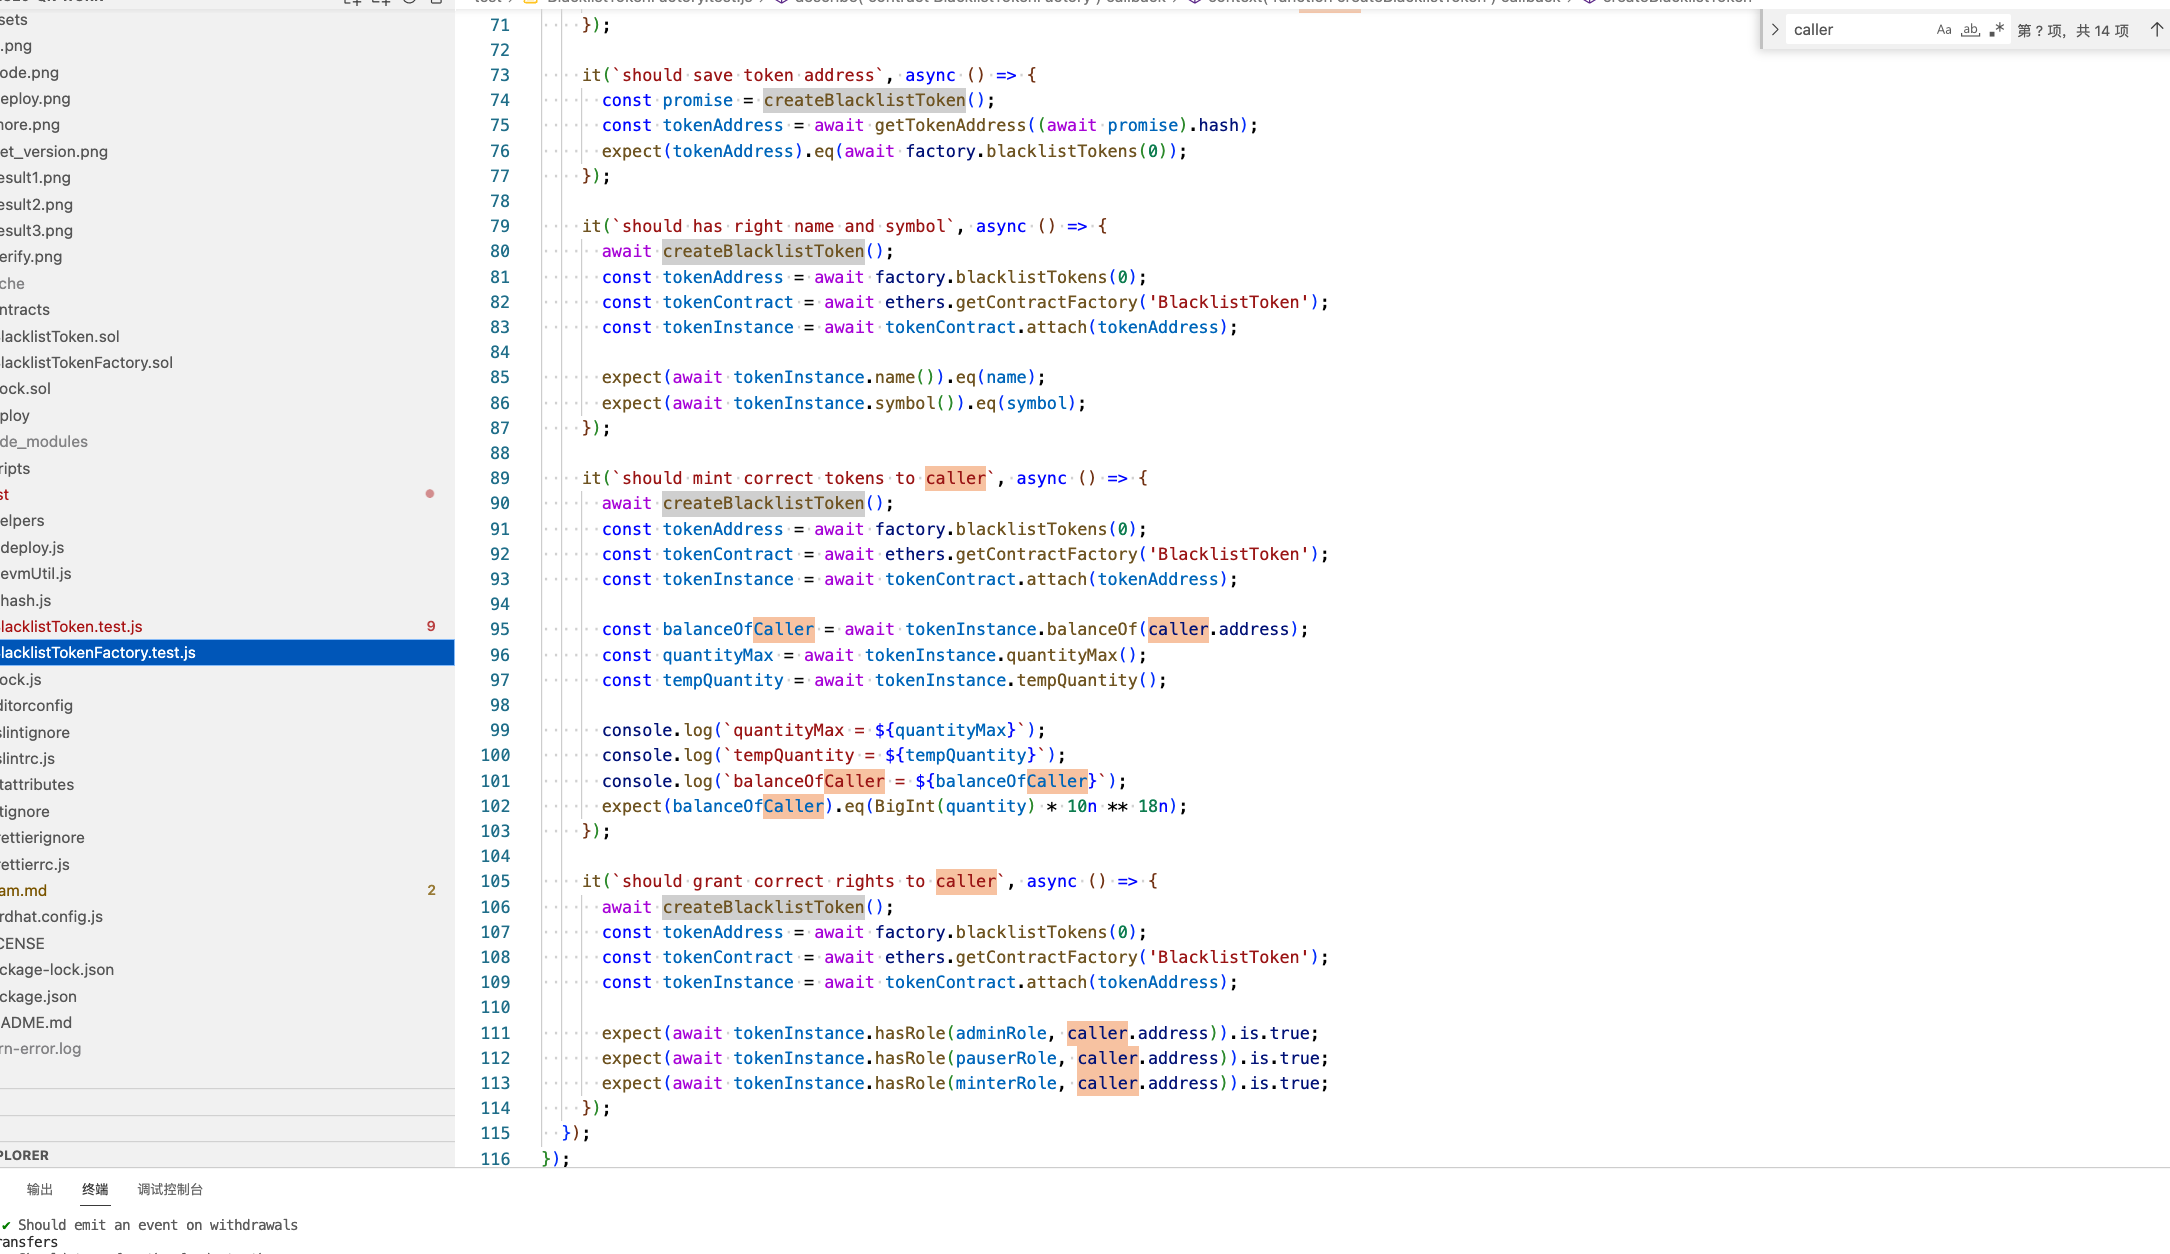 sets
.png
ode.png
eploy.png
nore.png
et_version.png
esult1.png
esult2.png
esult3.png
erify.png
che
ntracts
lacklistToken.sol
lacklistTokenFactory.sol
ock.sol
ploy
de_modules
ripts
st
elpers
deploy.js
evmUtil.js
hash.js
lacklistToken.test.js 9
lacklistTokenFactory.test.js
ock.js
ditorconfig
slintignore
slintrc.js
tattributes
tignore
rettierignore
rettierrc.js
am.md 2
rdhat.config.js
CENSE
ckage-lock.json
ckage.json
ADME.md
rn-error.log
PLORER
caller Aa ab 第 ? 项，共 14 项
71 });
72
73 it(`should save token address`, async () => {
74 const promise = createBlacklistToken();
75 const tokenAddress = await getTokenAddress((await promise).hash);
76 expect(tokenAddress).eq(await factory.blacklistTokens(0));
77 });
78
79 it(`should has right name and symbol`, async () => {
80 await createBlacklistToken();
81 const tokenAddress = await factory.blacklistTokens(0);
82 const tokenContract = await ethers.getContractFactory('BlacklistToken');
83 const tokenInstance = await tokenContract.attach(tokenAddress);
84
85 expect(await tokenInstance.name()).eq(name);
86 expect(await tokenInstance.symbol()).eq(symbol);
87 });
88
89 it(`should mint correct tokens to caller`, async () => {
90 await createBlacklistToken();
91 const tokenAddress = await factory.blacklistTokens(0);
92 const tokenContract = await ethers.getContractFactory('BlacklistToken');
93 const tokenInstance = await tokenContract.attach(tokenAddress);
94
95 const balanceOfCaller = await tokenInstance.balanceOf(caller.address);
96 const quantityMax = await tokenInstance.quantityMax();
97 const tempQuantity = await tokenInstance.tempQuantity();
98
99 console.log(`quantityMax = ${quantityMax}`);
100 console.log(`tempQuantity = ${tempQuantity}`);
101 console.log(`balanceOfCaller = ${balanceOfCaller}`);
102 expect(balanceOfCaller).eq(BigInt(quantity) * 10n ** 18n);
103 });
104
105 it(`should grant correct rights to caller`, async () => {
106 await createBlacklistToken();
107 const tokenAddress = await factory.blacklistTokens(0);
108 const tokenContract = await ethers.getContractFactory('BlacklistToken');
109 const tokenInstance = await tokenContract.attach(tokenAddress);
110
111 expect(await tokenInstance.hasRole(adminRole, caller.address)).is.true;
112 expect(await tokenInstance.hasRole(pauserRole, caller.address)).is.true;
113 expect(await tokenInstance.hasRole(minterRole, caller.address)).is.true;
114 });
115 });
116 });
输出 终端 调试控制台
✔ Should emit an event on withdrawals
ransfers